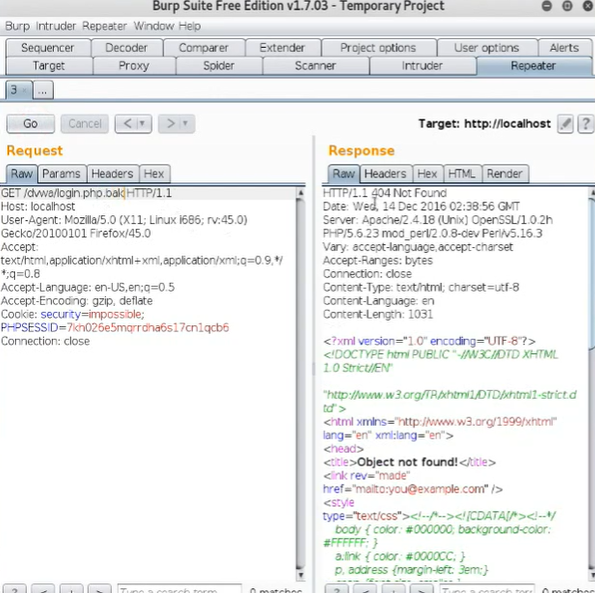 Burp Suite Free Edition v1.7.03 - Temporary Project
Burp Intruder Repeater Window Help
Sequencer Decoder Comparer Extender Project options User options Alerts
Target Proxy Spider Scanner Intruder Repeater
3 ...
Go Cancel < > Target: http://localhost ?
Request
Raw Params Headers Hex
GET /dvwa/login.php.bak HTTP/1.1
Host: localhost
User-Agent: Mozilla/5.0 (X11; Linux i686; rv:45.0)
Gecko/20100101 Firefox/45.0
Accept:
text/html,application/xhtml+xml,application/xml;q=0.9,*/
*;q=0.8
Accept-Language: en-US,en;q=0.5
Accept-Encoding: gzip, deflate
Cookie: security=impossible;
PHPSESSID=7kh026e5mqrrdha6s17cn1qcb6
Connection: close
? < + > Type a search term 0 matches
Response
Raw Headers Hex HTML Render
HTTP/1.1 404 Not Found
Date: Wed, 14 Dec 2016 02:38:56 GMT
Server: Apache/2.4.18 (Unix) OpenSSL/1.0.2h
PHP/5.6.23 mod_perl/2.0.8-dev Perl/v5.16.3
Vary: accept-language,accept-charset
Accept-Ranges: bytes
Connection: close
Content-Type: text/html; charset=utf-8
Content-Language: en
Content-Length: 1031
<?xml version="1.0" encoding="UTF-8"?>
<!DOCTYPE html PUBLIC "-//W3C//DTD XHTML
1.0 Strict//EN"
"http://www.w3.org/TR/xhtml1/DTD/xhtml1-strict.d
td">
<html xmlns="http://www.w3.org/1999/xhtml"
lang="en" xml:lang="en">
<head>
<title>Object not found!</title>
<link rev="made"
href="mailto:you@example.com" />
<style
type="text/css"><!--/*--><![CDATA[/*><!--*/
body { color: #000000; background-color:
#FFFFFF; }
a:link { color: #0000CC; }
p, address {margin-left: 3em;}
? < + > Type a search term 0 matches